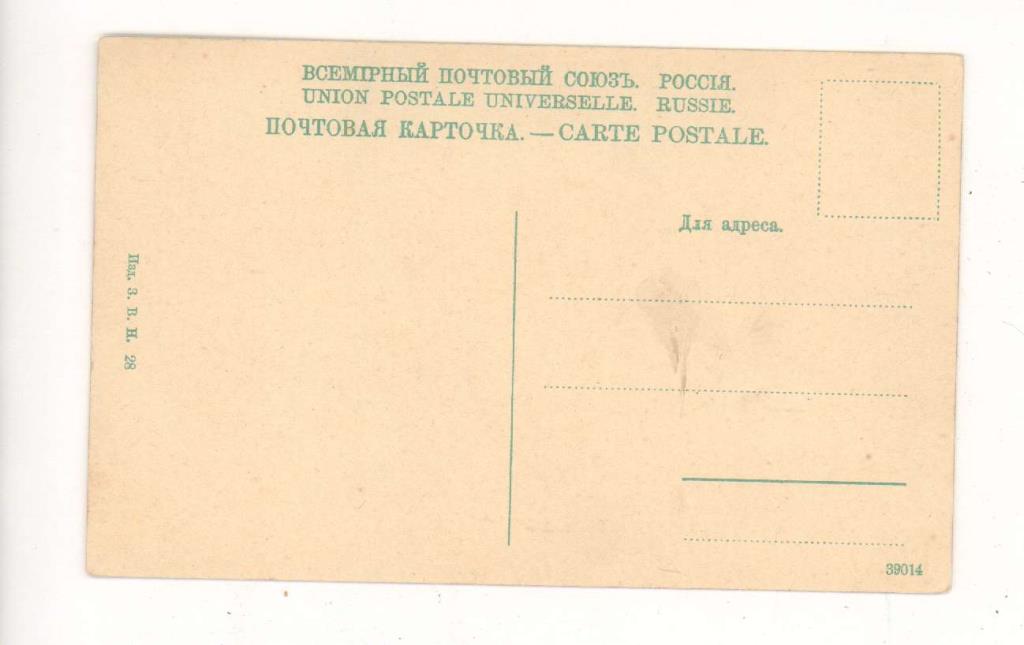 ВСЕМІРНЫЙ ПОЧТОВЫЙ СОЮЗЪ. РОССІЯ.
UNION POSTALE UNIVERSELLE. RUSSIE.
ПОЧТОВАЯ КАРТОЧКА. — CARTE POSTALE.
Для адреса.
Изд. З. В. Н. 28
39014